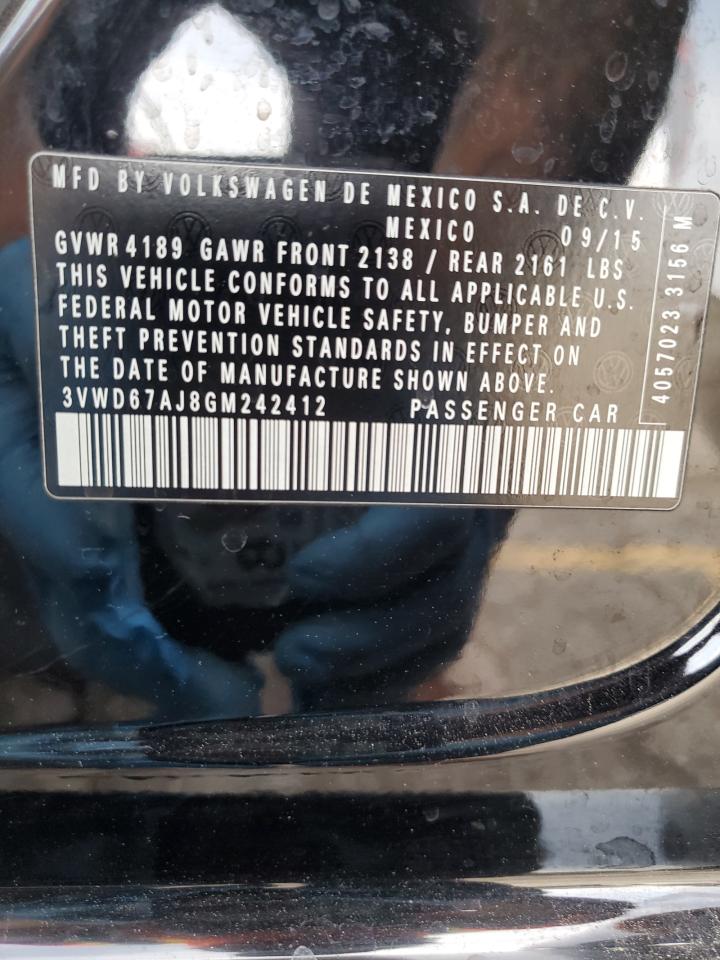 MFD BY VOLKSWAGEN DE MEXICO S.A. DE C.V.
MEXICO 09/15
GVWR 4189 GAWR FRONT 2138 / REAR 2161 LBS
THIS VEHICLE CONFORMS TO ALL APPLICABLE U.S.
FEDERAL MOTOR VEHICLE SAFETY, BUMPER AND
THEFT PREVENTION STANDARDS IN EFFECT ON
THE DATE OF MANUFACTURE SHOWN ABOVE.
3VWD67AJ8GM242412 PASSENGER CAR
4057023 3156 M